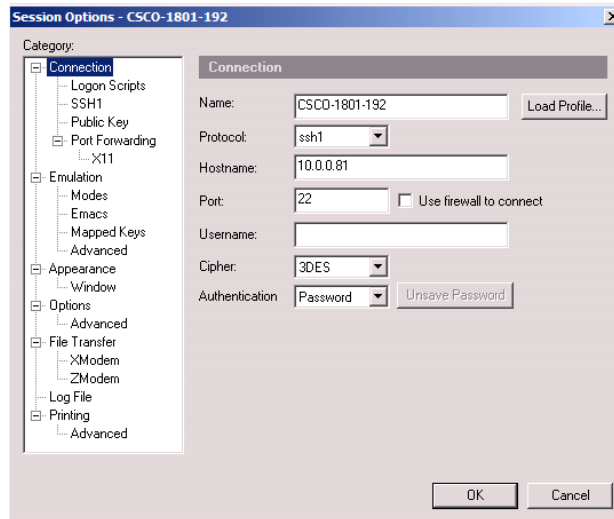 Session Options - CSCO-1801-192
Category:
Connection
Logon Scripts
SSH1
Public Key
Port Forwarding
X11
Emulation
Modes
Emacs
Mapped Keys
Advanced
Appearance
Window
Options
Advanced
File Transfer
XModem
ZModem
Log File
Printing
Advanced
Connection
Name: CSCO-1801-192 Load Profile...
Protocol: ssh1
Hostname: 10.0.0.81
Port: 22 Use firewall to connect
Username:
Cipher: 3DES
Authentication Password Unsave Password
OK Cancel